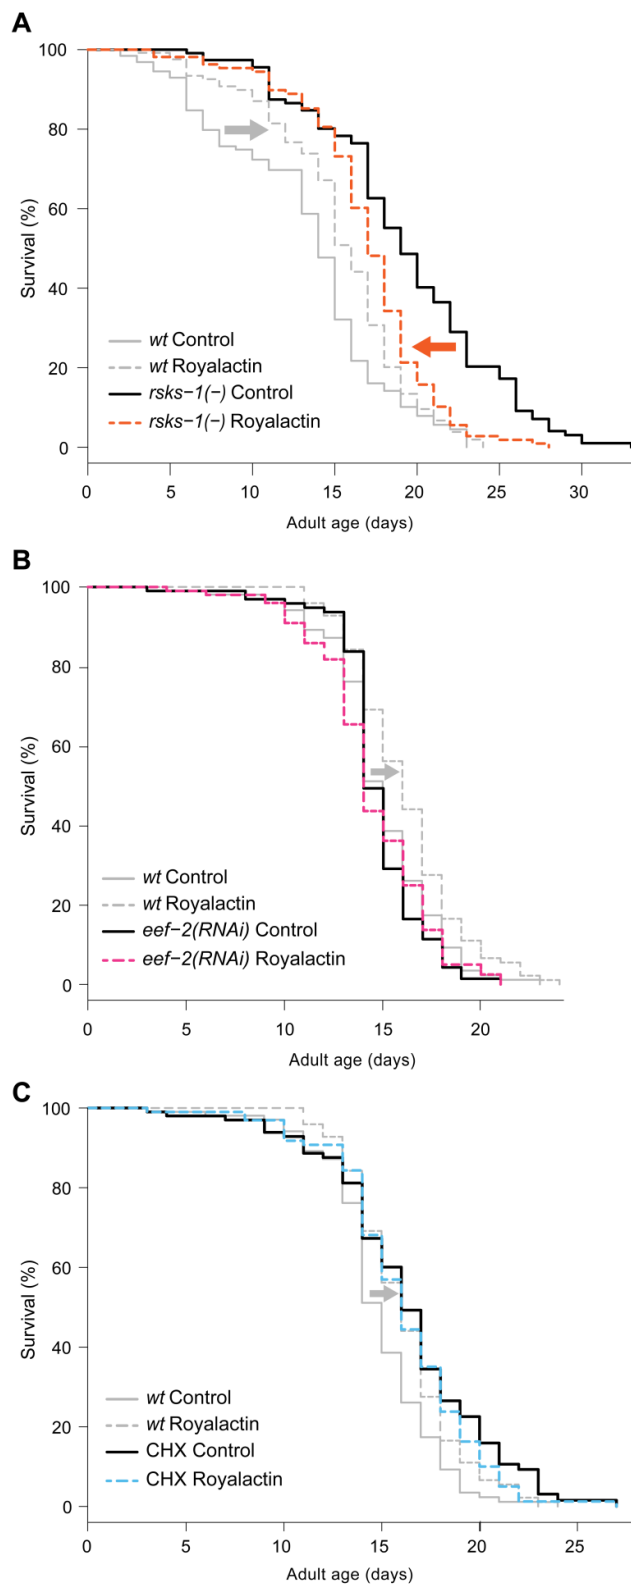 A
100
80
60
40
20
0
Survival (%)
wt Control
wt Royalactin
rsks−1(−) Control
rsks−1(−) Royalactin
0 5 10 15 20 25 30
Adult age (days)
B
100
80
60
40
20
0
Survival (%)
wt Control
wt Royalactin
eef−2(RNAi) Control
eef−2(RNAi) Royalactin
0 5 10 15 20
Adult age (days)
C
100
80
60
40
20
0
Survival (%)
wt Control
wt Royalactin
CHX Control
CHX Royalactin
0 5 10 15 20 25
Adult age (days)